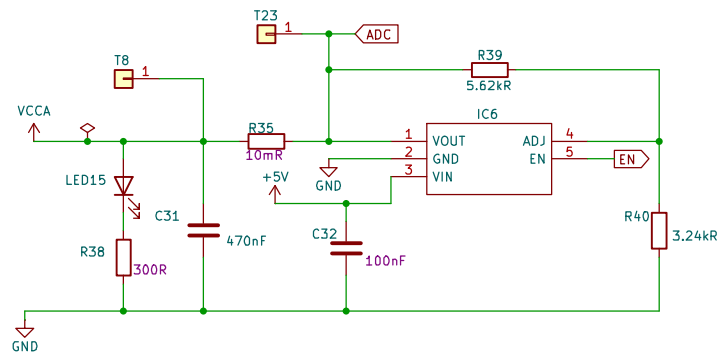 T23
1
ADC
R39
5.62kR
T8
1
IC6
VCCA
R35
10mR
1
VOUT
ADJ
4
2
GND
EN
5
EN
3
VIN
GND
+5V
LED15
C31
470nF
C32
100nF
R40
3.24kR
R38
300R
GND